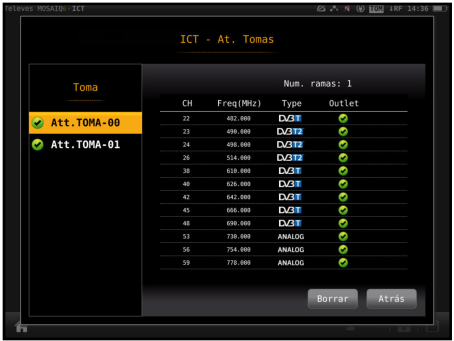 Televes MOSAIQ6 ICT
IRF 14:36
ICT - At. Tomas
Toma
Att.TOMA-00
Att.TOMA-01
Num. ramas: 1
CH Freq(MHz) Type Outlet
22 482.000 DVB T
23 490.000 DVB T2
24 498.000 DVB T2
26 514.000 DVB T2
38 610.000 DVB T
40 626.000 DVB T
42 642.000 DVB T
45 666.000 DVB T
48 690.000 DVB T
53 730.000 ANALOG
56 754.000 ANALOG
59 778.000 ANALOG
Borrar Atrás